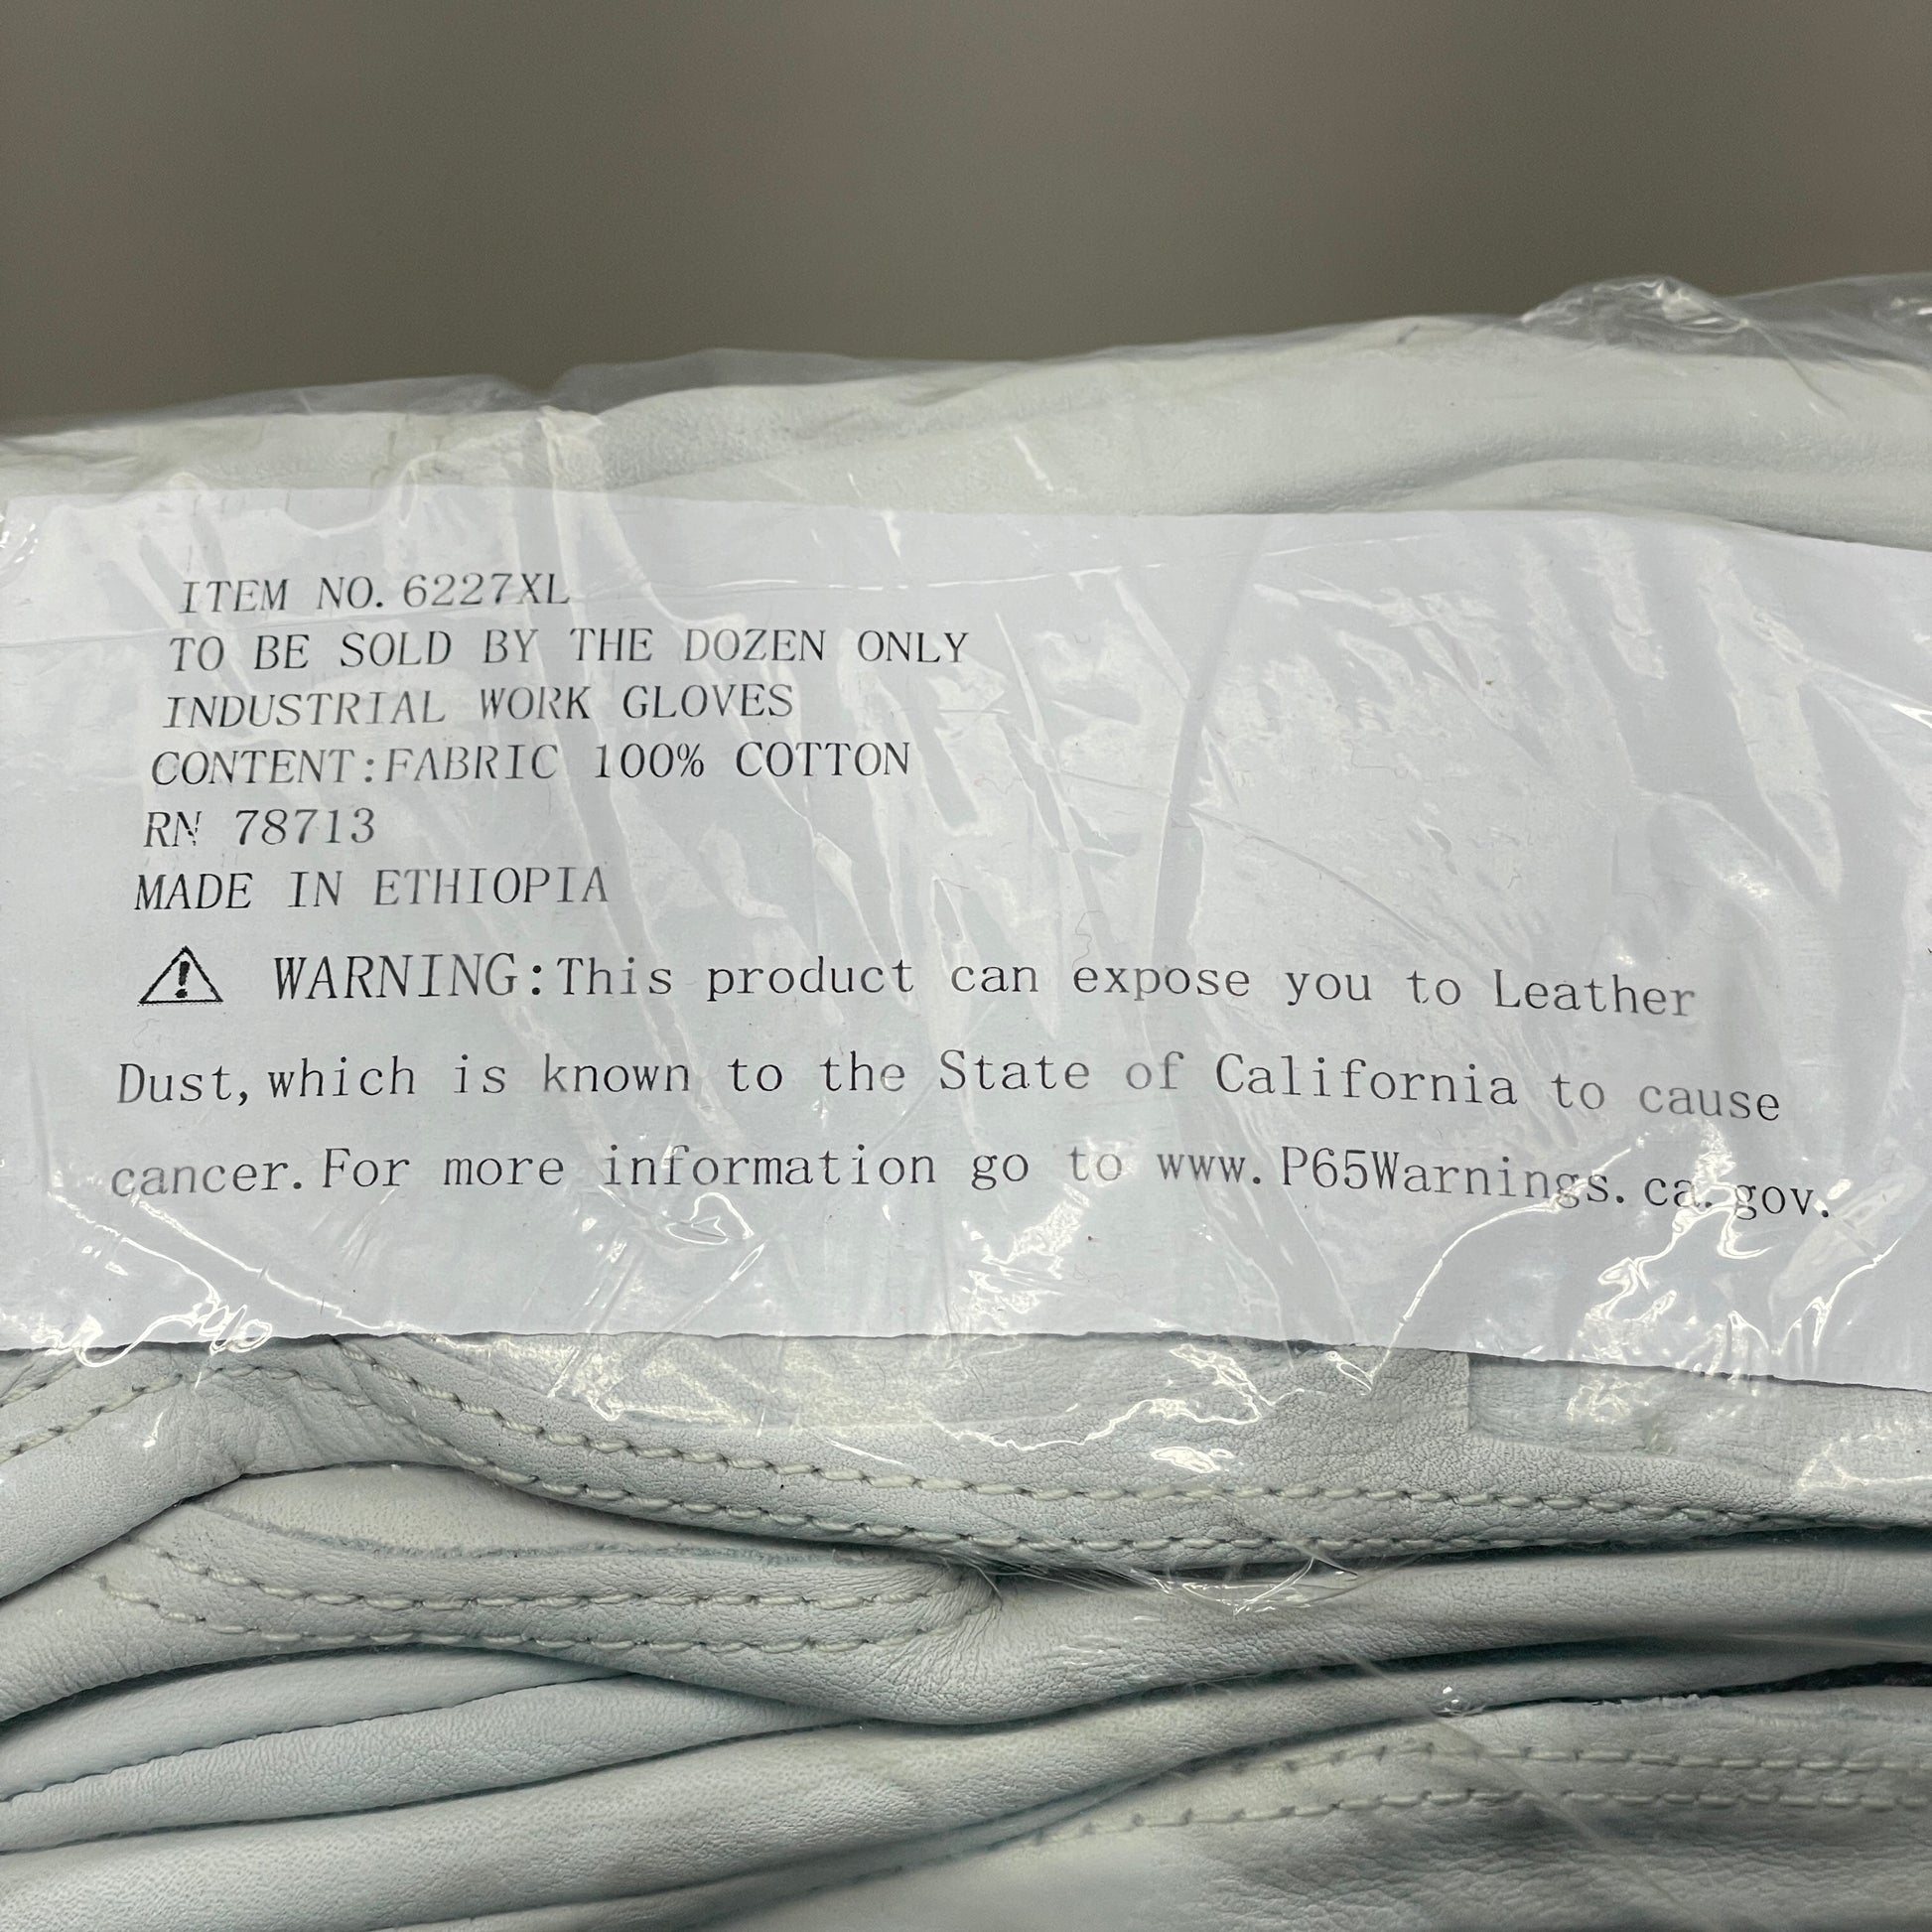 ITEM NO. 6227XL
TO BE SOLD BY THE DOZEN ONLY
INDUSTRIAL WORK GLOVES
CONTENT:FABRIC 100% COTTON
RN 78713
MADE IN ETHIOPIA
WARNING:This product can expose you to Leather
Dust,which is known to the State of California to cause
cancer.For more information go to www.P65Warnings.ca.gov.